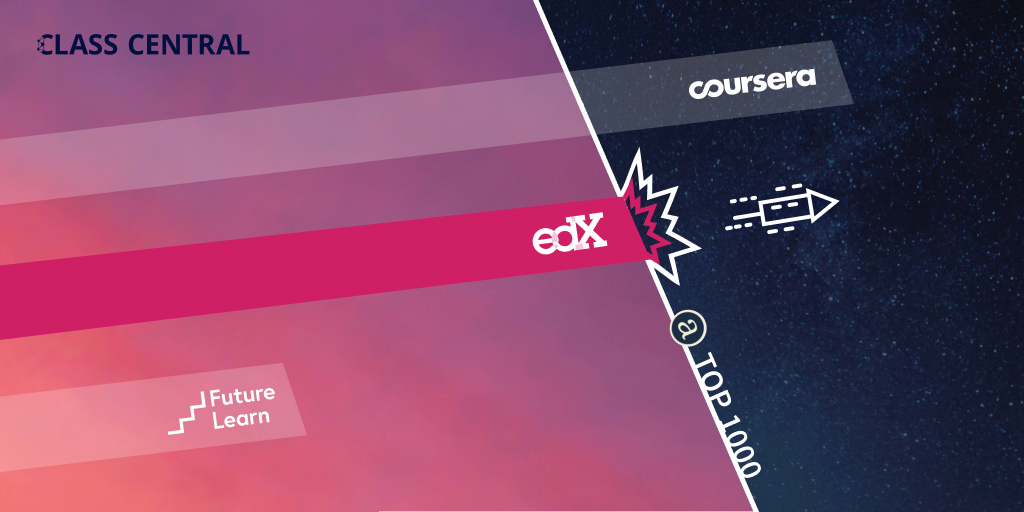 CLASS CENTRAL
coursera
edX
a TOP 1000
Future
Learn